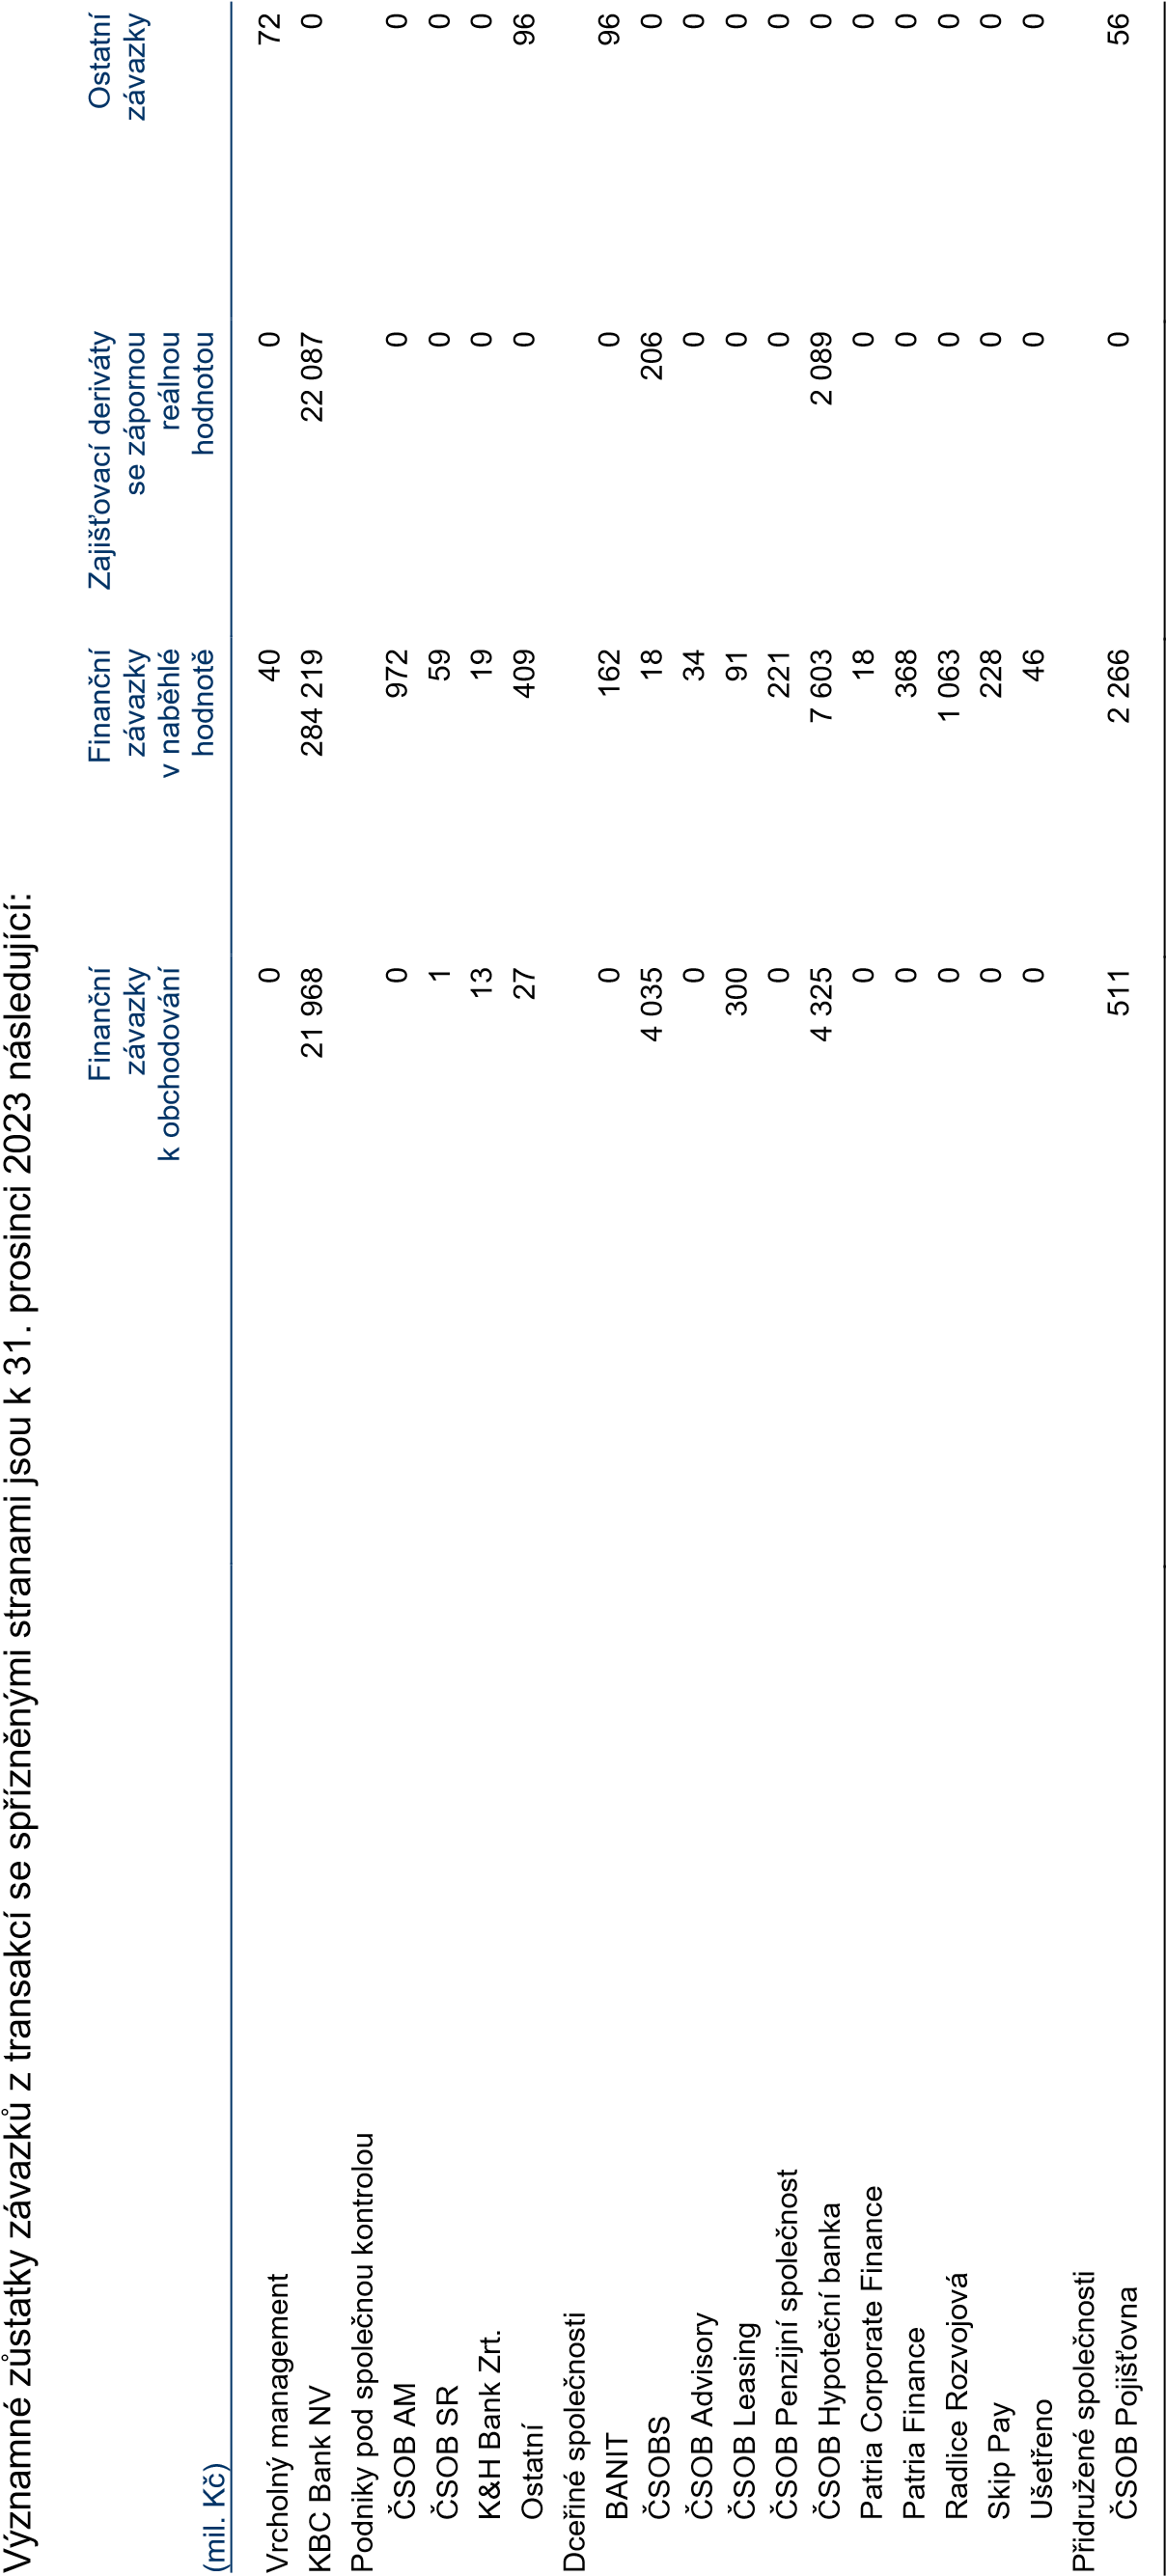 Významné zůstatky závazků z transakcí se spřízněnými stranami jsou k 31. prosinci 2023 následující:
(mil. Kč) Finanční závazky k obchodování Finanční závazky v naběhlé hodnotě Zajišťovací deriváty se zápornou reálnou hodnotou Ostatní závazky
Vrcholný management 0 40 0 72
KBC Bank NV 21 968 284 219 22 087 0
Podniky pod společnou kontrolou
ČSOB AM 0 972 0 0
ČSOB SR 1 59 0 0
K&H Bank Zrt. 13 19 0 0
Ostatní 27 409 0 96
Dceřiné společnosti
BANIT 0 162 0 96
ČSOBS 4 035 18 206 0
ČSOB Advisory 0 34 0 0
ČSOB Leasing 300 91 0 0
ČSOB Penzijní společnost 0 221 0 0
ČSOB Hypoteční banka 4 325 7 603 2 089 0
Patria Corporate Finance 0 18 0 0
Patria Finance 0 368 0 0
Radlice Rozvojová 0 1 063 0 0
Skip Pay 0 228 0 0
Ušetřeno 0 46 0 0
Přidružené společnosti
ČSOB Pojišťovna 511 2 266 0 56